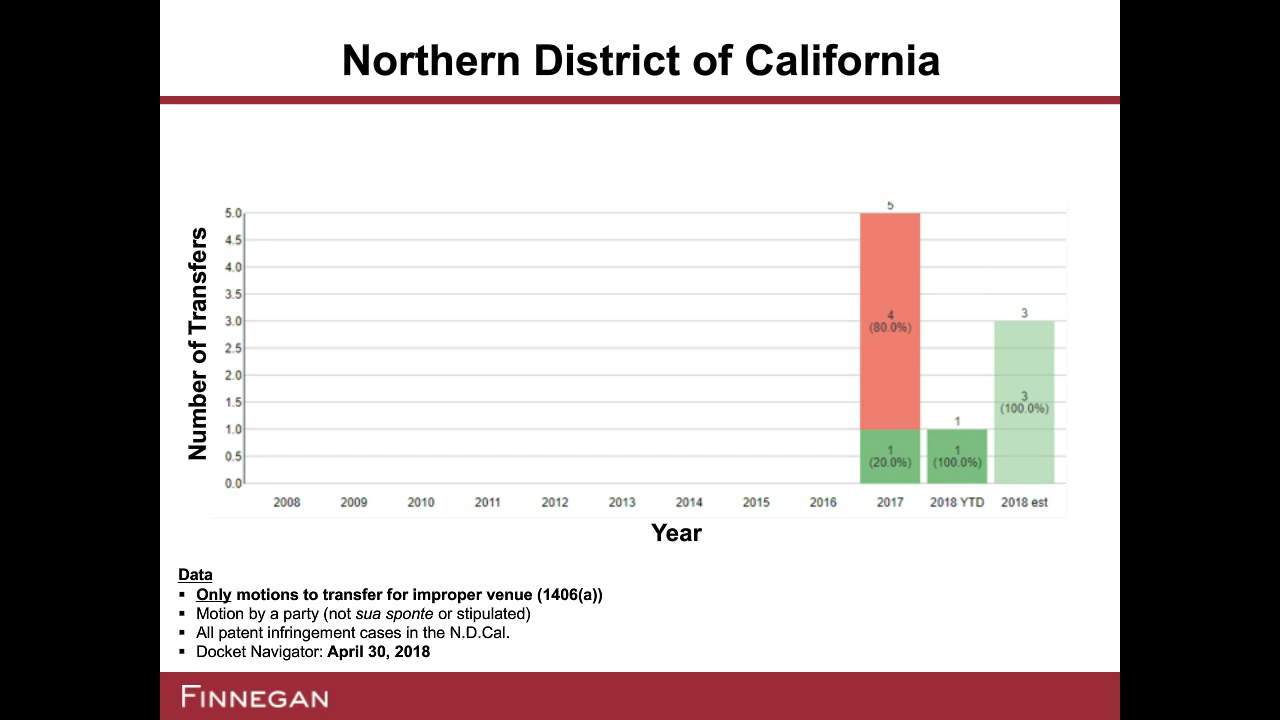 Northern District of California
Number of Transfers
5.0
4.5
4.0
3.5
3.0
2.5
2.0
1.5
1.0
0.5
0.0
5
4
(80.0%)
1
(20.0%)
1
1
(100.0%)
3
3
(100.0%)
2008 2009 2010 2011 2012 2013 2014 2015 2016 2017 2018 YTD 2018 est
Year
Data
▪ Only motions to transfer for improper venue (1406(a))
▪ Motion by a party (not sua sponte or stipulated)
▪ All patent infringement cases in the N.D.Cal.
▪ Docket Navigator: April 30, 2018
FINNEGAN